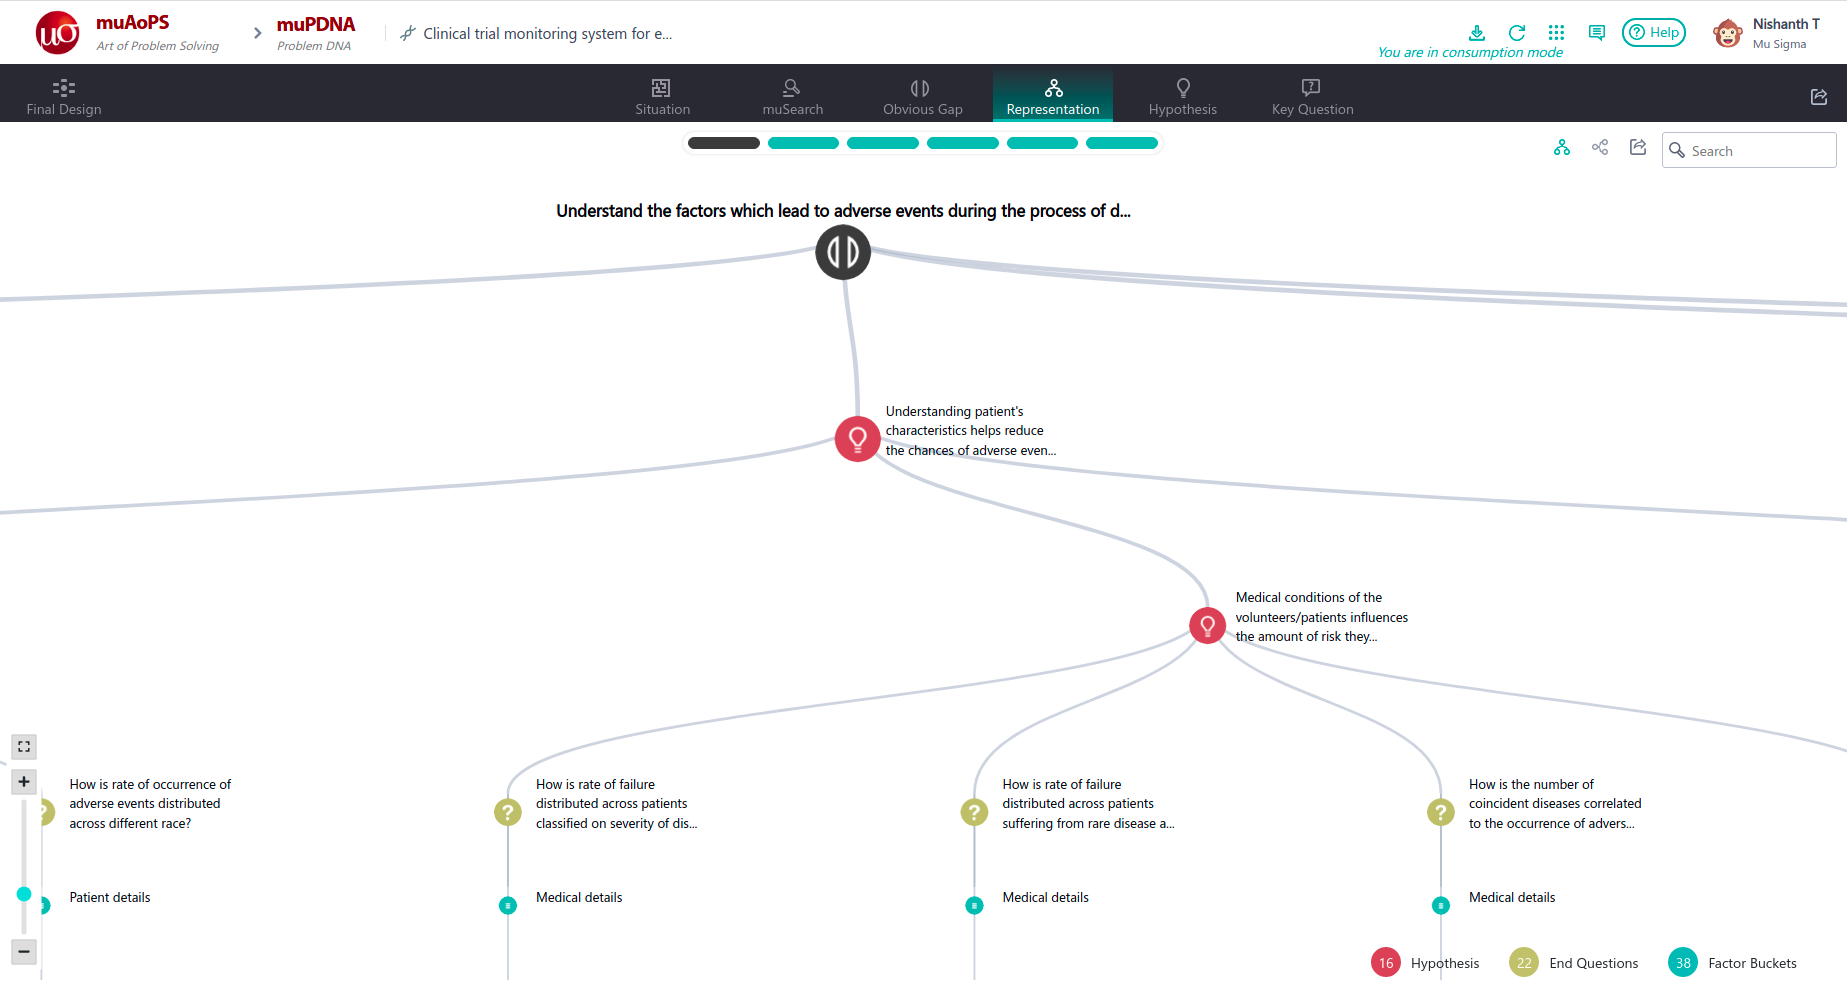 muAoPS
Art of Problem Solving
muPDNA
Problem DNA
Clinical trial monitoring system for e...
You are in consumption mode
Help
Nishanth T
Mu Sigma
Final Design
Situation
muSearch
Obvious Gap
Representation
Hypothesis
Key Question
Search
Understand the factors which lead to adverse events during the process of d...
Understanding patient's
characteristics helps reduce
the chances of adverse even...
Medical conditions of the
volunteers/patients influences
the amount of risk they...
How is rate of occurrence of
adverse events distributed
across different race?
How is rate of failure
distributed across patients
classified on severity of dis...
How is rate of failure
distributed across patients
suffering from rare disease a...
How is the number of
coincident diseases correlated
to the occurrence of advers...
Patient details
Medical details
Medical details
Medical details
16 Hypothesis
22 End Questions
38 Factor Buckets